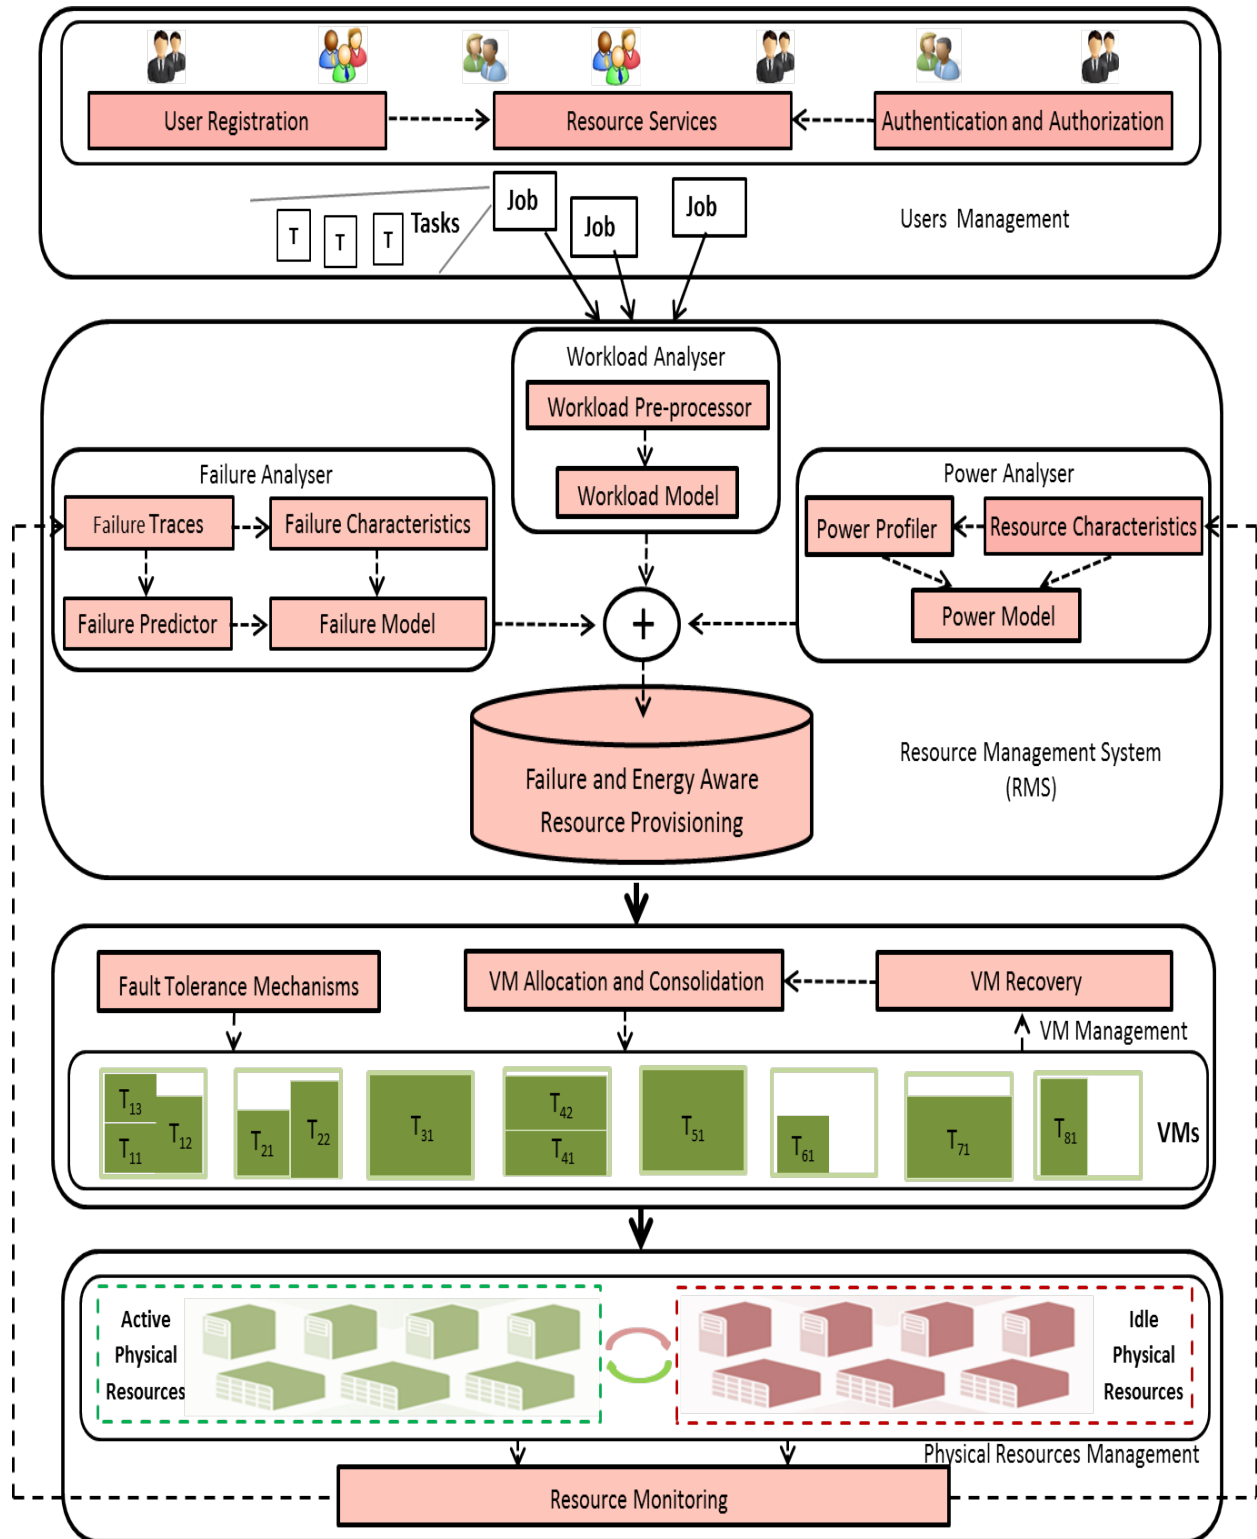 User Registration
Resource Services
Authentication and Authorization
Job
Job
Job
Tasks
T
T
T
Users Management
Workload Analyser
Workload Pre-processor
Workload Model
Failure Analyser
Failure Traces
Failure Characteristics
Failure Predictor
Failure Model
Power Analyser
Power Profiler
Resource Characteristics
Power Model
+
Failure and Energy Aware
Resource Provisioning
Resource Management System
(RMS)
Fault Tolerance Mechanisms
VM Allocation and Consolidation
VM Recovery
VM Management
T13
T11
T12
T21
T22
T31
T42
T41
T51
T61
T71
T81
VMs
Active
Physical
Resources
Idle
Physical
Resources
Physical Resources Management
Resource Monitoring